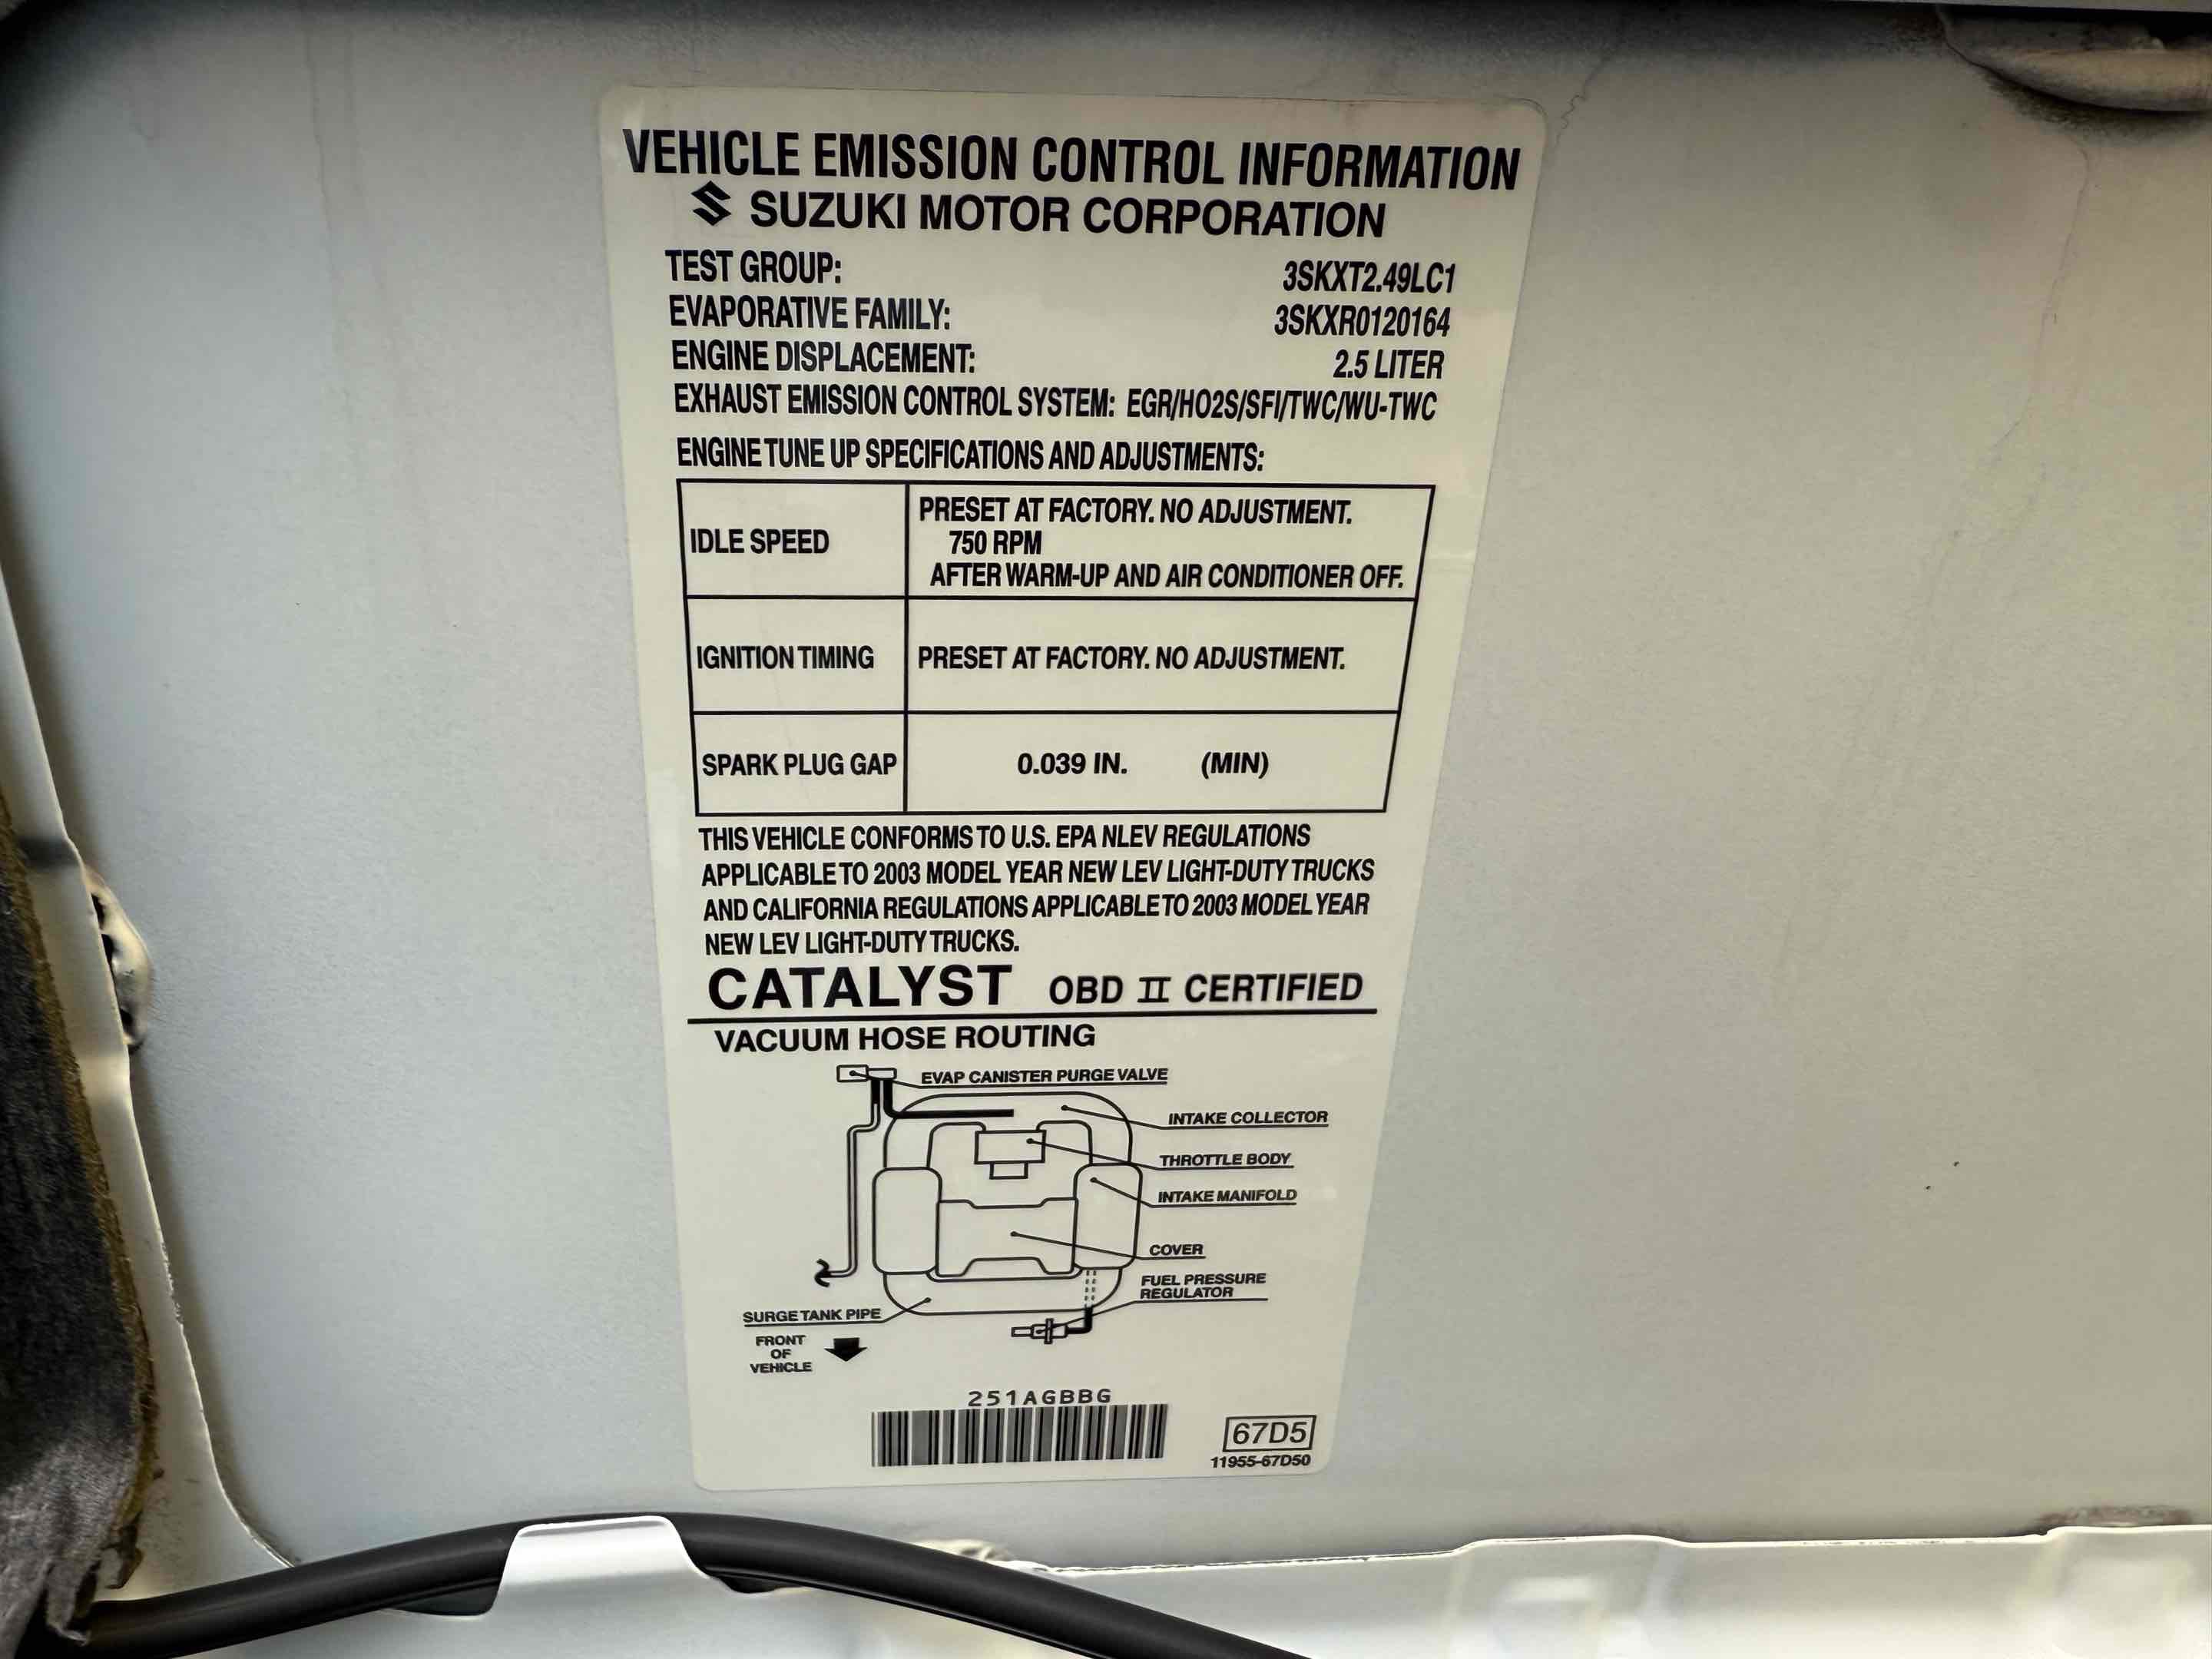 VEHICLE EMISSION CONTROL INFORMATION
SUZUKI MOTOR CORPORATION
TEST GROUP: 3SKXT2.49LC1
EVAPORATIVE FAMILY: 3SKXR0120164
ENGINE DISPLACEMENT: 2.5 LITER
EXHAUST EMISSION CONTROL SYSTEM: EGR/HO2S/SFI/TWC/WU-TWC
ENGINE TUNE UP SPECIFICATIONS AND ADJUSTMENTS:
IDLE SPEED
PRESET AT FACTORY. NO ADJUSTMENT.
750 RPM
AFTER WARM-UP AND AIR CONDITIONER OFF.
IGNITION TIMING PRESET AT FACTORY. NO ADJUSTMENT.
SPARK PLUG GAP 0.039 IN. (MIN)
THIS VEHICLE CONFORMS TO U.S. EPA NLEV REGULATIONS
APPLICABLE TO 2003 MODEL YEAR NEW LEV LIGHT-DUTY TRUCKS
AND CALIFORNIA REGULATIONS APPLICABLE TO 2003 MODEL YEAR
NEW LEV LIGHT-DUTY TRUCKS.
CATALYST OBD II CERTIFIED
VACUUM HOSE ROUTING
EVAP CANISTER PURGE VALVE
INTAKE COLLECTOR
THROTTLE BODY
INTAKE MANIFOLD
COVER
FUEL PRESSURE
REGULATOR
SURGE TANK PIPE
FRONT
OF
VEHICLE
251AGBBG
67D5
11955-67D50